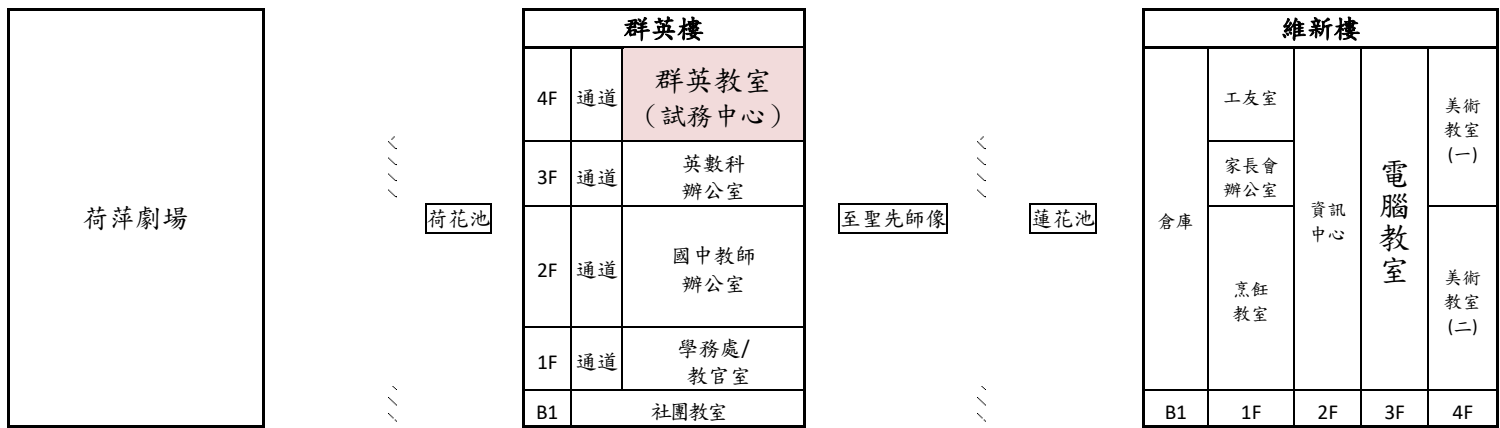 荷萍劇場
荷花池
群英樓
4F 通道 群英教室
（試務中心）
3F 通道 英數科
辦公室
2F 通道 國中教師
辦公室
1F 通道 學務處/
教官室
B1 社團教室
至聖先師像
蓮花池
維新樓
倉庫
工友室
家長會
辦公室
烹飪
教室
資訊
中心
電腦教室
美術
教室
(一)
美術
教室
(二)
B1 1F 2F 3F 4F